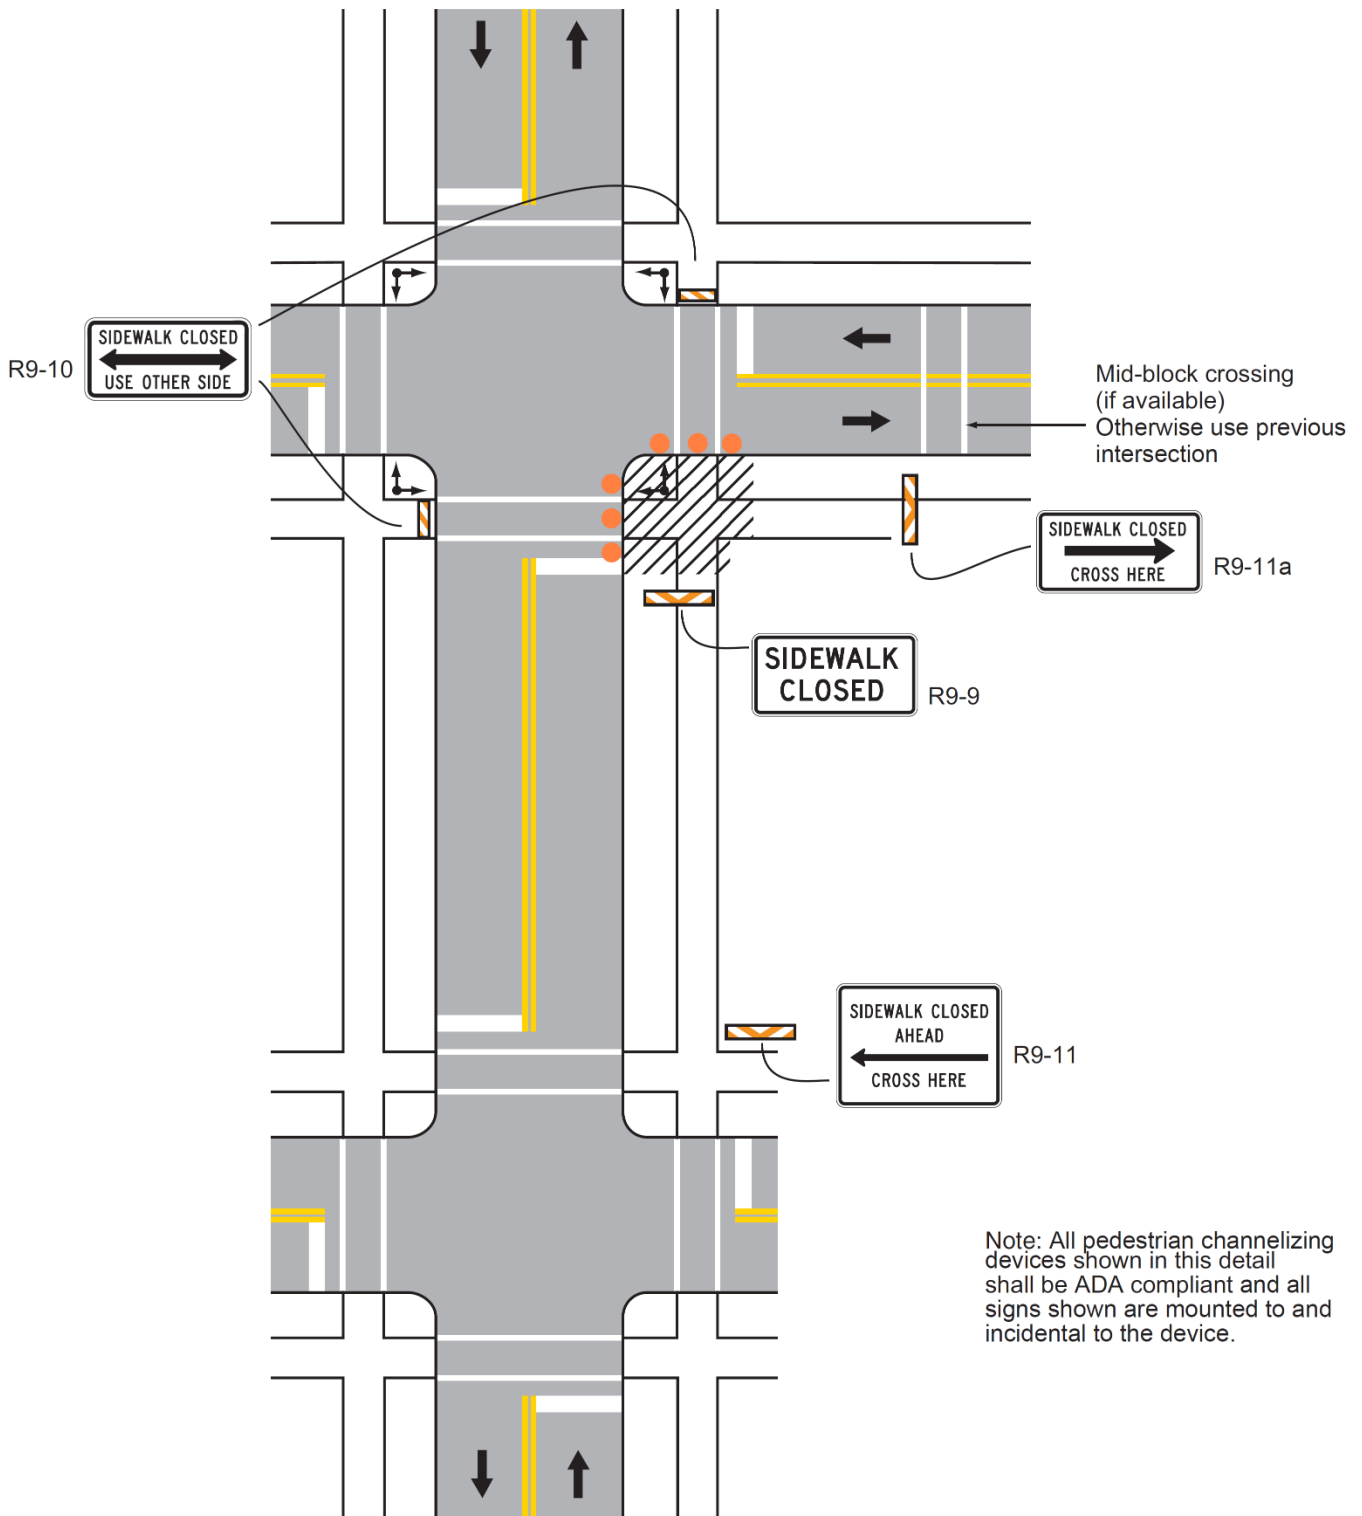 SIDEWALK CLOSED
USE OTHER SIDE
R9-10
Mid-block crossing
(if available)
Otherwise use previous
intersection
SIDEWALK CLOSED
CROSS HERE
R9-11a
SIDEWALK
CLOSED
R9-9
SIDEWALK CLOSED
AHEAD
CROSS HERE
R9-11
Note: All pedestrian channelizing
devices shown in this detail
shall be ADA compliant and all
signs shown are mounted to and
incidental to the device.